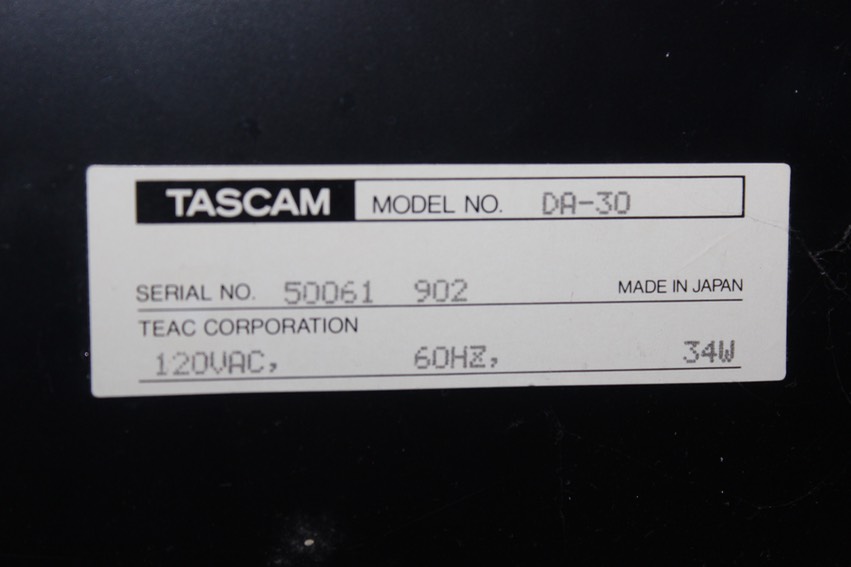 TASCAM MODEL NO. DA-30
SERIAL NO. 50061 902 MADE IN JAPAN
TEAC CORPORATION
120VAC, 60HZ, 34W